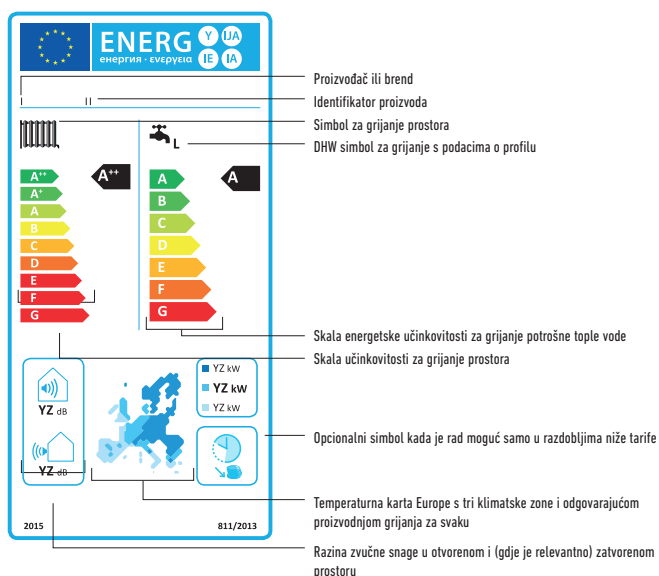 ENERG Y IJA
енергия · ενεργεια IE IA
Proizvođač ili brend
I II
Identifikator proizvoda
Simbol za grijanje prostora
L
DHW simbol za grijanje s podacima o profilu
A++ A++ A A
A+ B
A C
B D
C E
D F
E G
F
G
Skala energetske učinkovitosti za grijanje potrošne tople vode
Skala učinkovitosti za grijanje prostora
YZ kW
YZ kW
YZ kW
YZ dB
Opcionalni simbol kada je rad moguć samo u razdobljima niže tarife
YZ dB
Temperaturna karta Europe s tri klimatske zone i odgovarajućom
proizvodnjom grijanja za svaku
2015 811/2013
Razina zvučne snage u otvorenom i (gdje je relevantno) zatvorenom
prostoru